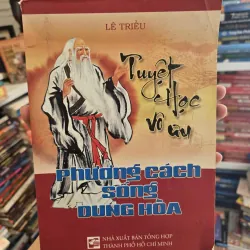 LÊ TRIỀU
Tuyệt
Học
Vô Ưu
PHƯƠNG CÁCH
SỐNG
DUNG HÒA
NHÀ XUẤT BẢN TỔNG HỢP
THÀNH PHỐ HỒ CHÍ MINH